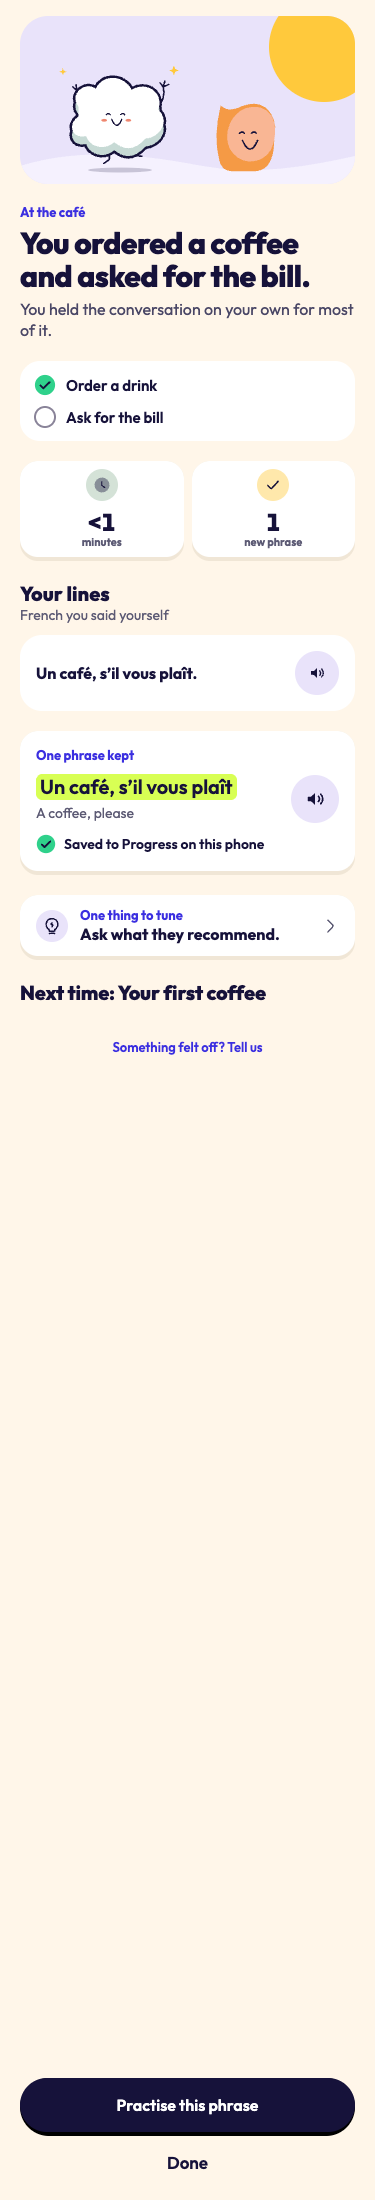 At the café
You ordered a coffee
and asked for the bill.
You held the conversation on your own for most
of it.
Order a drink
Ask for the bill
<1
minutes
1
new phrase
Your lines
French you said yourself
Un café, s’il vous plaît.
One phrase kept
Un café, s’il vous plaît
A coffee, please
Saved to Progress on this phone
One thing to tune
Ask what they recommend.
Next time: Your first coffee
Something felt off? Tell us
Practise this phrase
Done